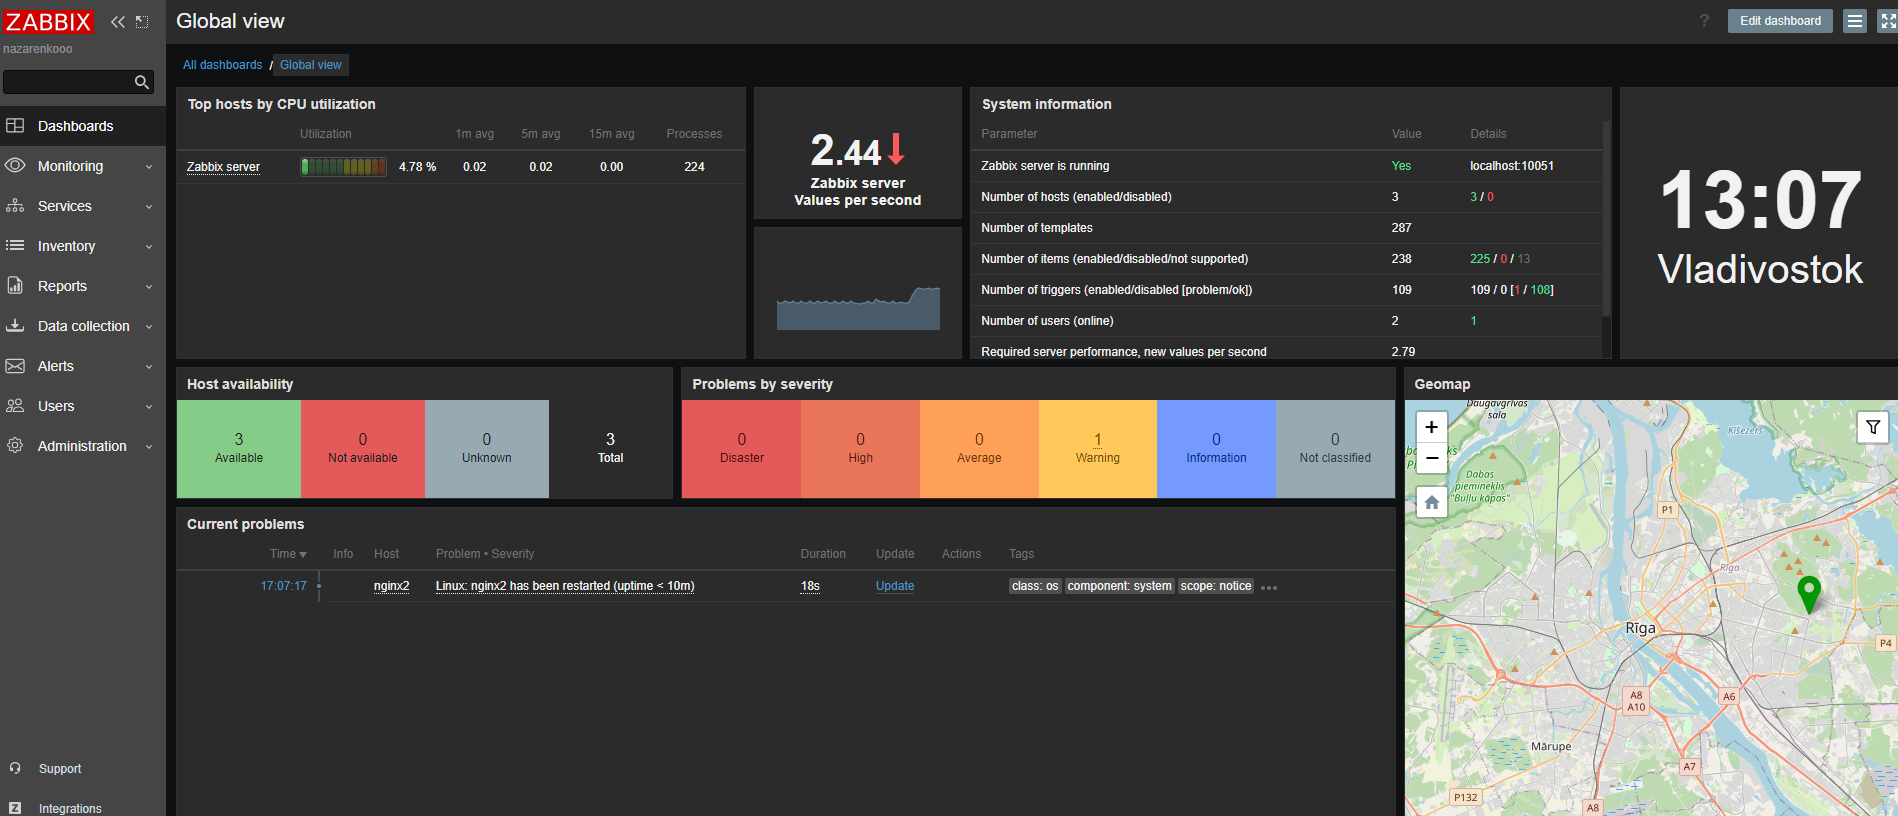 ZABBIX
nazarenkooo
Dashboards
Monitoring
Services
Inventory
Reports
Data collection
Alerts
Users
Administration
Support
Integrations
Global view
? Edit dashboard
All dashboards / Global view
Top hosts by CPU utilization
Utilization 1m avg 5m avg 15m avg Processes
Zabbix server 4.78 % 0.02 0.02 0.00 224
2.44
Zabbix server
Values per second
System information
Parameter Value Details
Zabbix server is running Yes localhost:10051
Number of hosts (enabled/disabled) 3 3 / 0
Number of templates 287
Number of items (enabled/disabled/not supported) 238 225 / 0 / 13
Number of triggers (enabled/disabled [problem/ok]) 109 109 / 0 [1 / 108]
Number of users (online) 2 1
Required server performance, new values per second 2.79
13:07
Vladivostok
Host availability
3 0 0 3
Available Not available Unknown Total
Problems by severity
0 0 0 1 0 0
Disaster High Average Warning Information Not classified
Current problems
Time Info Host Problem • Severity Duration Update Actions Tags
17:07:17 nginx2 Linux: nginx2 has been restarted (uptime < 10m) 18s Update class: os component: system scope: notice
Geomap
+
−
Daugavgrīvas
sala
Ķīšezers
Dabas
piemineklis
"Buļļu kāpas"
P1
Rīga
Rīga
P4
A8
A10
A6
Mārupe
A7
P132
A8